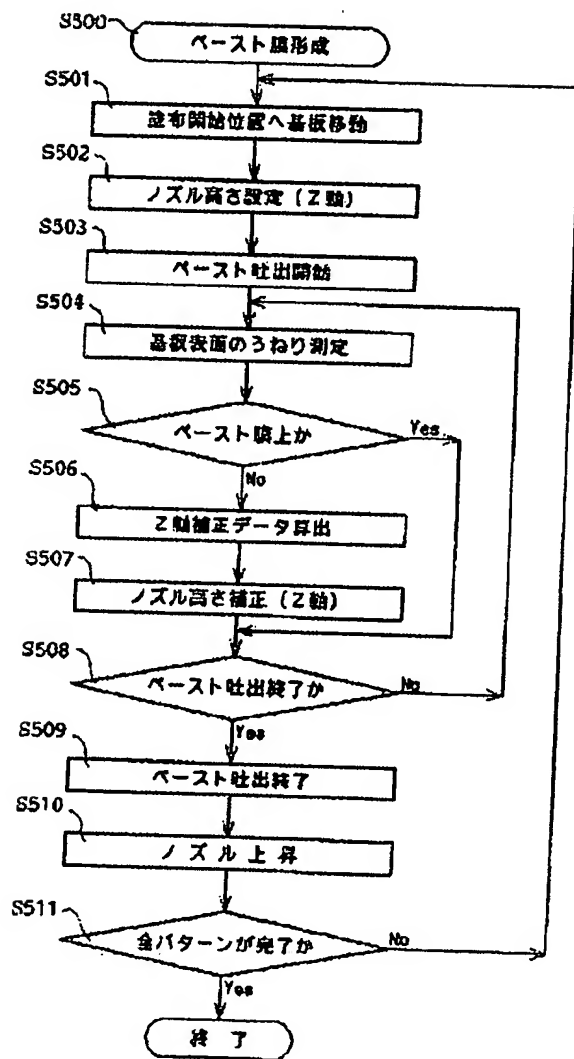 S500
ペースト膜形成
S501
塗布開始位置へ基板移動
S502
ノズル高さ設定(Z軸)
S503
ペースト吐出開始
S504
基板表面のうねり測定
S505
ペースト膜上か
Yes
No
S506
Z軸補正データ算出
S507
ノズル高さ補正(Z軸)
S508
ペースト吐出終了か
No
Yes
S509
ペースト吐出終了
S510
ノズル上昇
S511
全パターンが完了か
No
Yes
終了